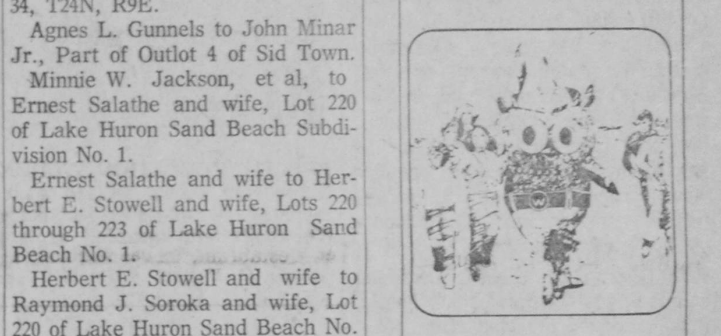 34, T24N, R9E.
Agnes L. Gunnels to John Minar
Jr., Part of Outlot 4 of Sid Town.
Minnie W. Jackson, et al, to
Ernest Salathe and wife, Lot 220
of Lake Huron Sand Beach Subdi-
vision No. 1.
Ernest Salathe and wife to Her-
bert E. Stowell and wife, Lots 220
through 223 of Lake Huron Sand
Beach No. 1.
Herbert E. Stowell and wife to
Raymond J. Soroka and wife, Lot
220 of Lake Huron Sand Beach No.
W